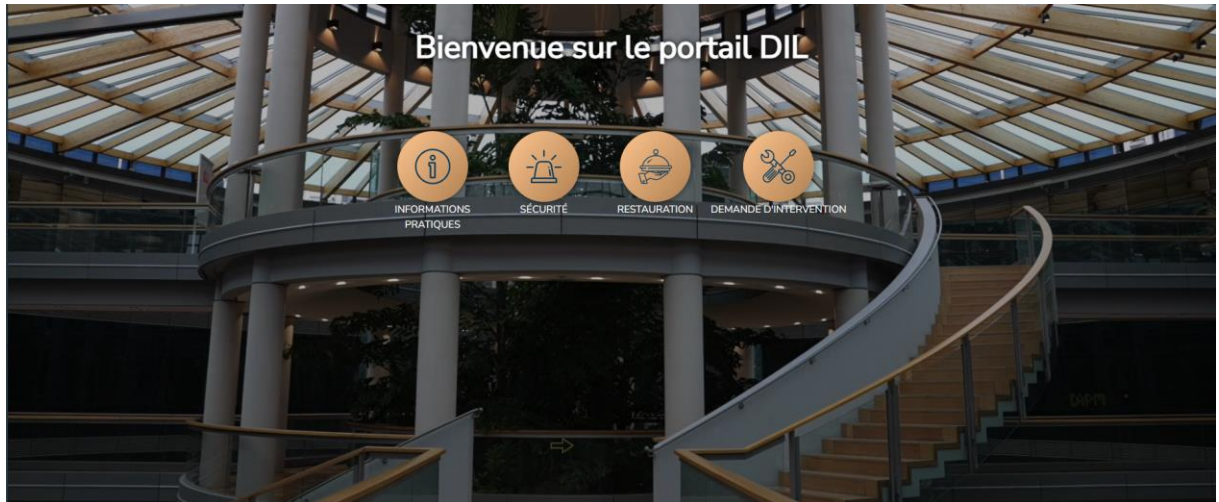 Bienvenue sur le portail DIL
INFORMATIONS
PRATIQUES
SÉCURITÉ
RESTAURATION
DEMANDE D'INTERVENTION